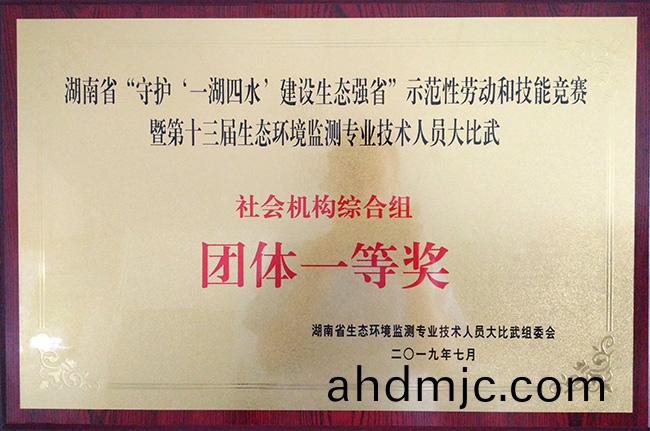 湖南省“守护‘一湖四水’建设生态强省”示范性劳动和技能竞赛
暨第十三届生态环境监测专业技术人员大比武
社会机构综合组
团体一等奖
湖南省生态环境监测专业技术人员大比武组委会
二〇一九年七月
ahdmjc.com